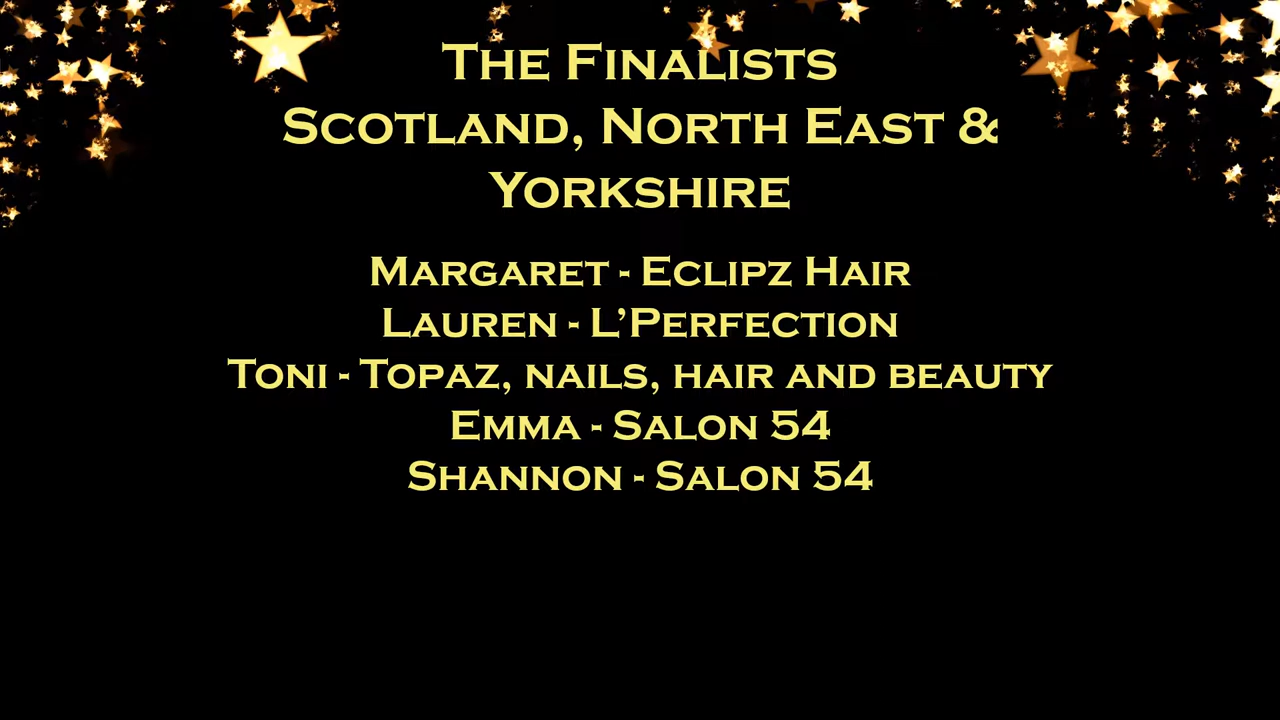 The Finalists
Scotland, North East &
Yorkshire
Margaret - Eclipz Hair
Lauren - L’Perfection
Toni - Topaz, nails, hair and beauty
Emma - Salon 54
Shannon - Salon 54